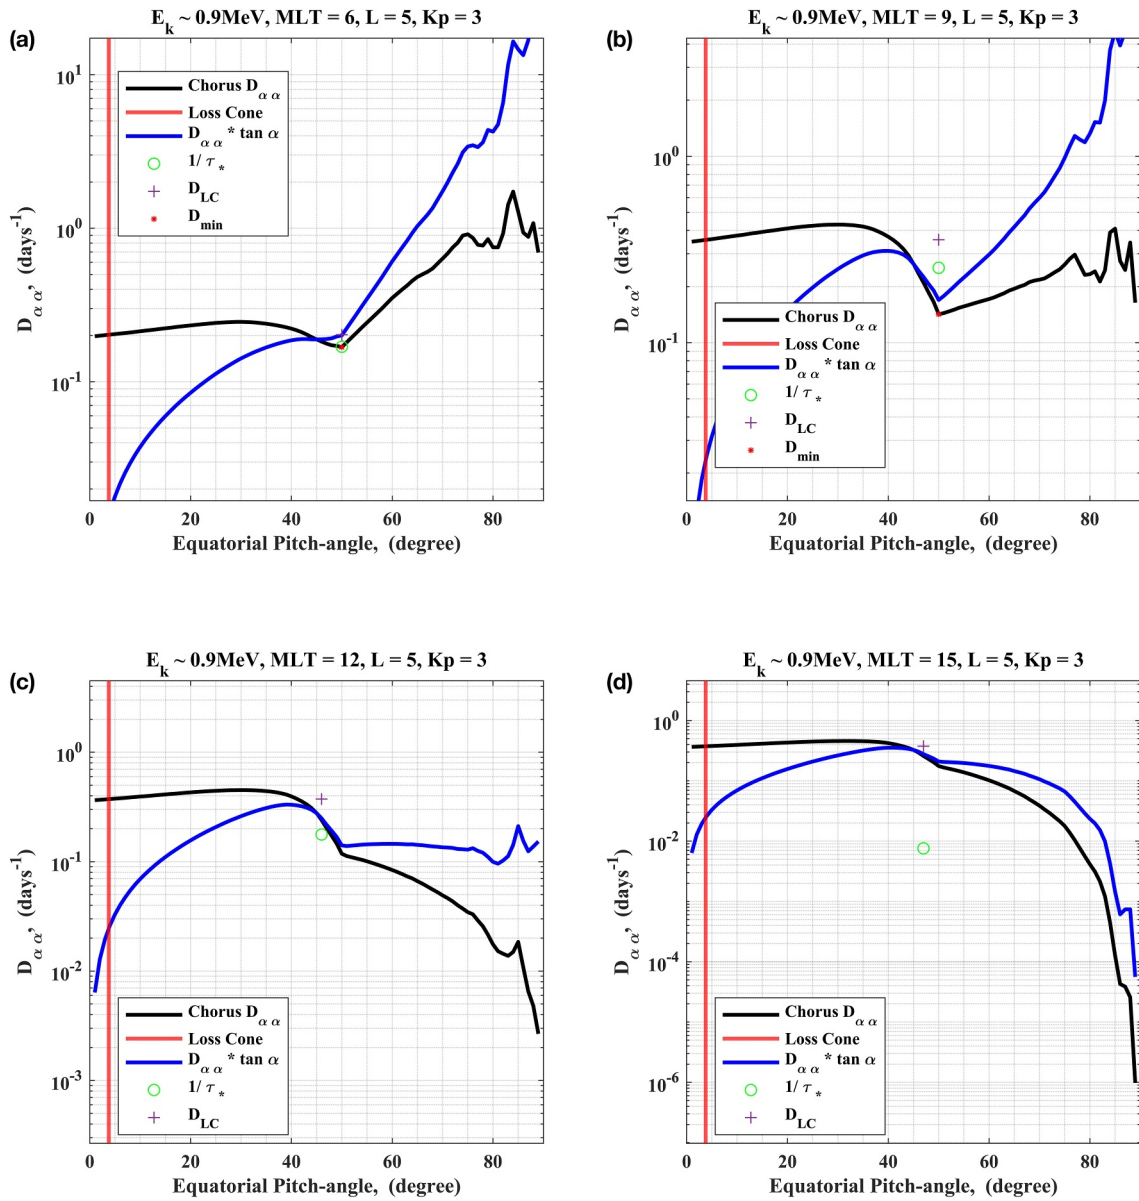 (a)
E_k ~ 0.9MeV, MLT = 6, L = 5, Kp = 3
10^1
10^0
10^-1
D_αα, (days^-1)
Chorus D_αα
Loss Cone
D_αα * tan α
1/ τ_*
D_LC
D_min
0 20 40 60 80
Equatorial Pitch-angle, (degree)
(b)
E_k ~ 0.9MeV, MLT = 9, L = 5, Kp = 3
10^0
10^-1
D_αα, (days^-1)
Chorus D_αα
Loss Cone
D_αα * tan α
1/ τ_*
D_LC
D_min
0 20 40 60 80
Equatorial Pitch-angle, (degree)
(c)
E_k ~ 0.9MeV, MLT = 12, L = 5, Kp = 3
10^0
10^-1
10^-2
10^-3
D_αα, (days^-1)
Chorus D_αα
Loss Cone
D_αα * tan α
1/ τ_*
D_LC
0 20 40 60 80
Equatorial Pitch-angle, (degree)
(d)
E_k ~ 0.9MeV, MLT = 15, L = 5, Kp = 3
10^0
10^-2
10^-4
10^-6
D_αα, (days^-1)
Chorus D_αα
Loss Cone
D_αα * tan α
1/ τ_*
D_LC
0 20 40 60 80
Equatorial Pitch-angle, (degree)